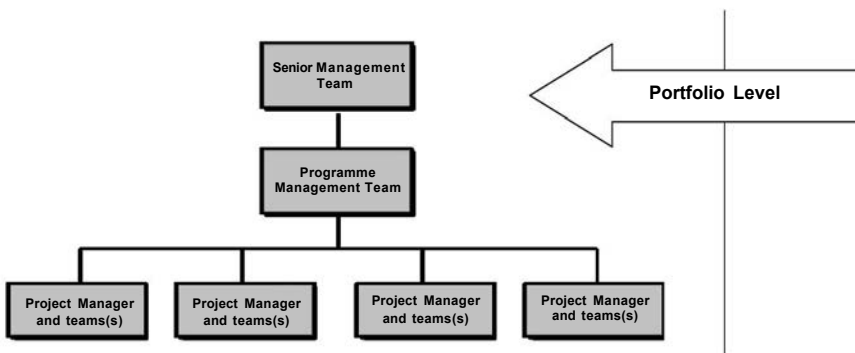 Senior Management
Team
Portfolio Level
Programme
Management Team
Project Manager
and teams(s)
Project Manager
and teams(s)
Project Manager
and teams(s)
Project Manager
and teams(s)